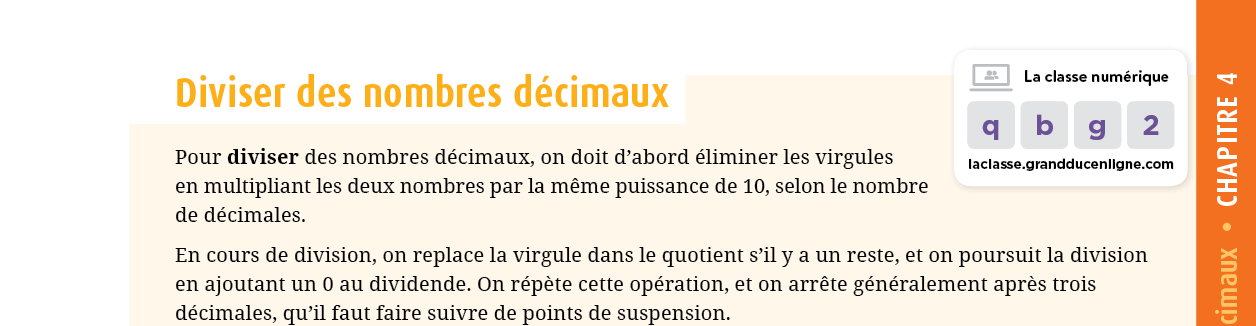 Diviser des nombres décimaux
La classe numérique
q b g 2
laclasse.grandducenligne.com
Pour diviser des nombres décimaux, on doit d’abord éliminer les virgules
en multipliant les deux nombres par la même puissance de 10, selon le nombre
de décimales.
En cours de division, on replace la virgule dans le quotient s’il y a un reste, et on poursuit la division
en ajoutant un 0 au dividende. On répète cette opération, et on arrête généralement après trois
décimales, qu’il faut faire suivre de points de suspension.
cimaux • CHAPITRE 4